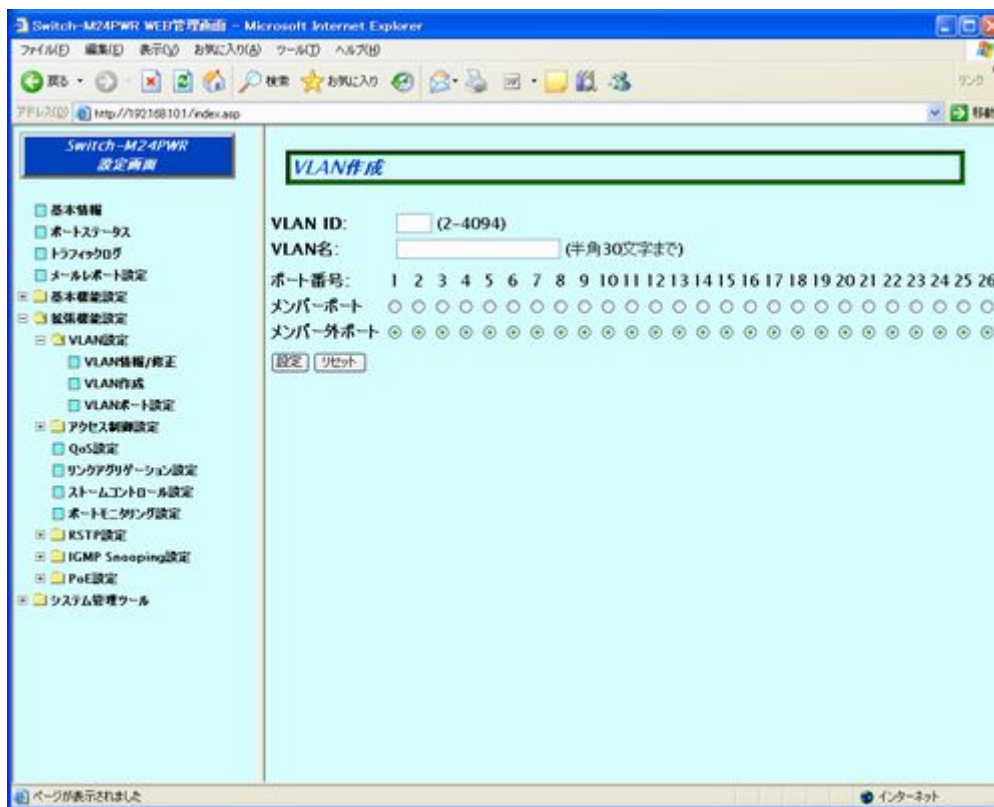 Switch-M24PWR WEB管理画面 - Microsoft Internet Explorer
ファイル(F) 編集(E) 表示(V) お気に入り(A) ツール(T) ヘルプ(H)
戻る 検索 お気に入り リンク
アドレス(D) http://192.168.10.1/index.asp 移動
Switch-M24PWR
設定画面
基本情報
ポートステータス
トラフィックログ
メールレポート設定
基本機能設定
拡張機能設定
VLAN設定
VLAN情報/修正
VLAN作成
VLANポート設定
アクセス制御設定
QoS設定
リンクアグリゲーション設定
ストームコントロール設定
ポートモニタリング設定
RSTP設定
IGMP Snooping設定
PoE設定
システム管理ツール
VLAN作成
VLAN ID: (2-4094)
VLAN名: (半角30文字まで)
ポート番号: 1 2 3 4 5 6 7 8 9 10 11 12 13 14 15 16 17 18 19 20 21 22 23 24 25 26
メンバーポート
メンバー外ポート
設定 リセット
ページが表示されました インターネット